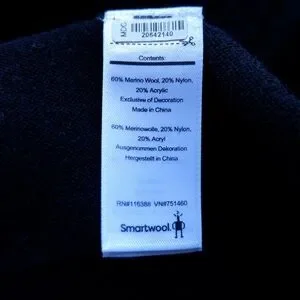 MCC
20642140
Contents:
60% Merino Wool, 20% Nylon,
20% Acrylic
Exclusive of Decoration
Made in China
60% Merinowolle, 20% Nylon,
20% Acryl
Ausgenommen Dekoration
Hergestellt in China
RN#116388 VN#751460
Smartwool